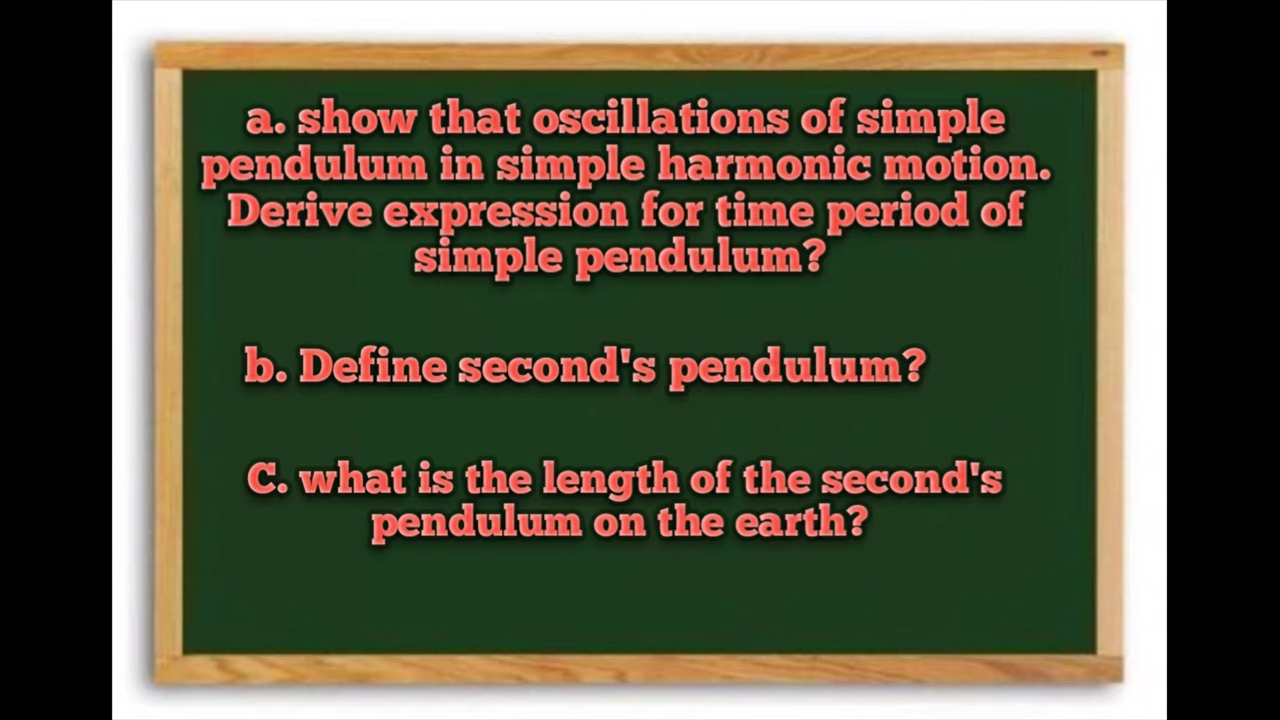 a. show that oscillations of simple
pendulum in simple harmonic motion.
Derive expression for time period of
simple pendulum?
b. Define second's pendulum?
C. what is the length of the second's
pendulum on the earth?